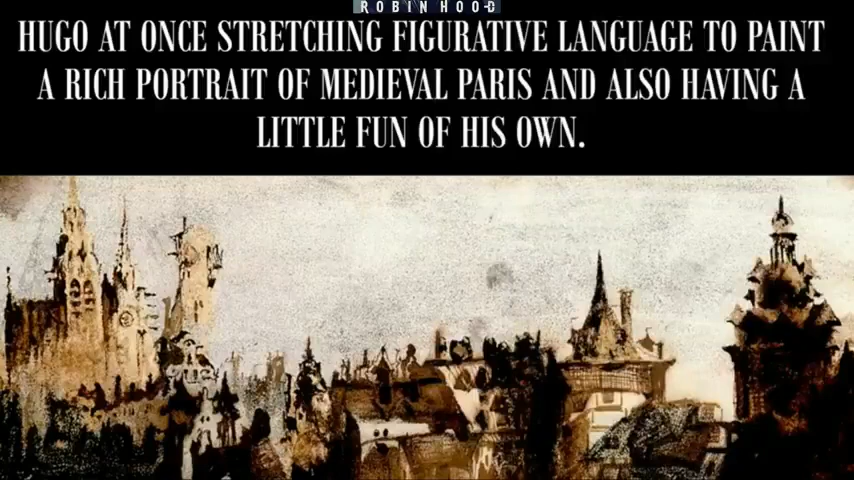 ROBIN HOOD
HUGO AT ONCE STRETCHING FIGURATIVE LANGUAGE TO PAINT
A RICH PORTRAIT OF MEDIEVAL PARIS AND ALSO HAVING A
LITTLE FUN OF HIS OWN.